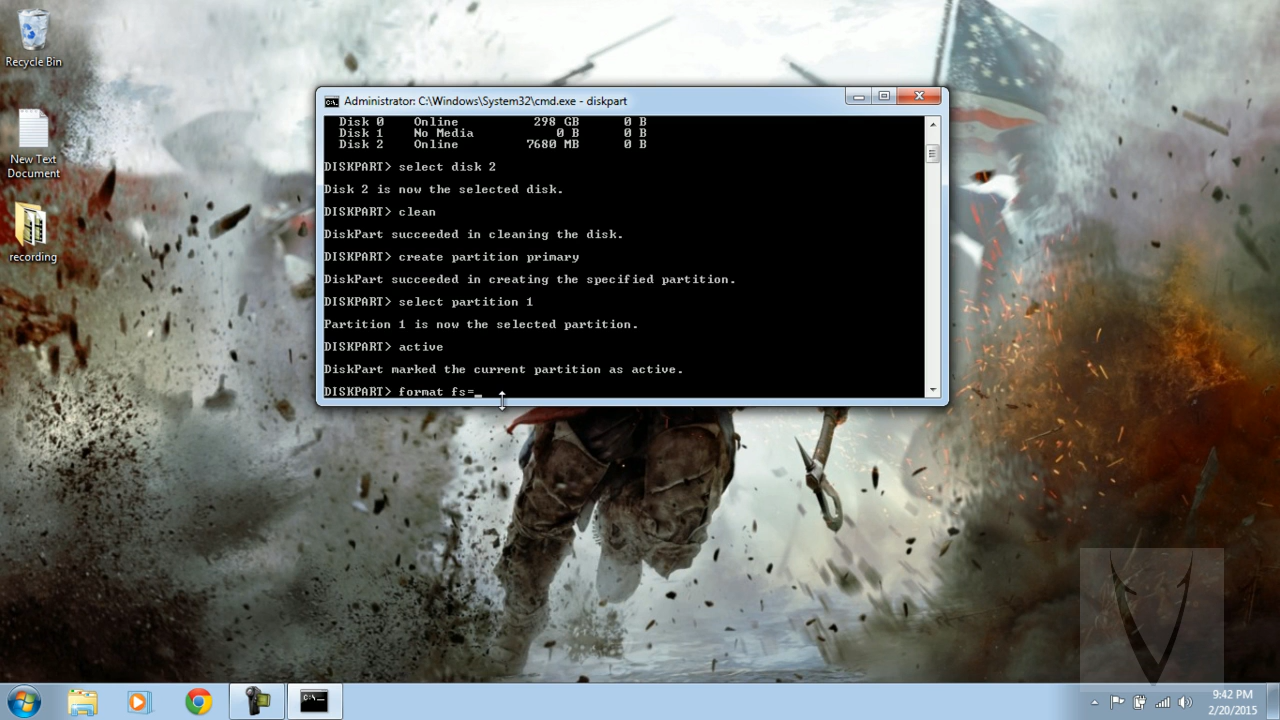 Recycle Bin
New Text
Document
recording
Administrator: C:\Windows\System32\cmd.exe - diskpart
Disk 0 Online 298 GB 0 B
Disk 1 No Media 0 B 0 B
Disk 2 Online 7680 MB 0 B
DISKPART> select disk 2
Disk 2 is now the selected disk.
DISKPART> clean
DiskPart succeeded in cleaning the disk.
DISKPART> create partition primary
DiskPart succeeded in creating the specified partition.
DISKPART> select partition 1
Partition 1 is now the selected partition.
DISKPART> active
DiskPart marked the current partition as active.
DISKPART> format fs=_
C:\_
9:42 PM
2/20/2015